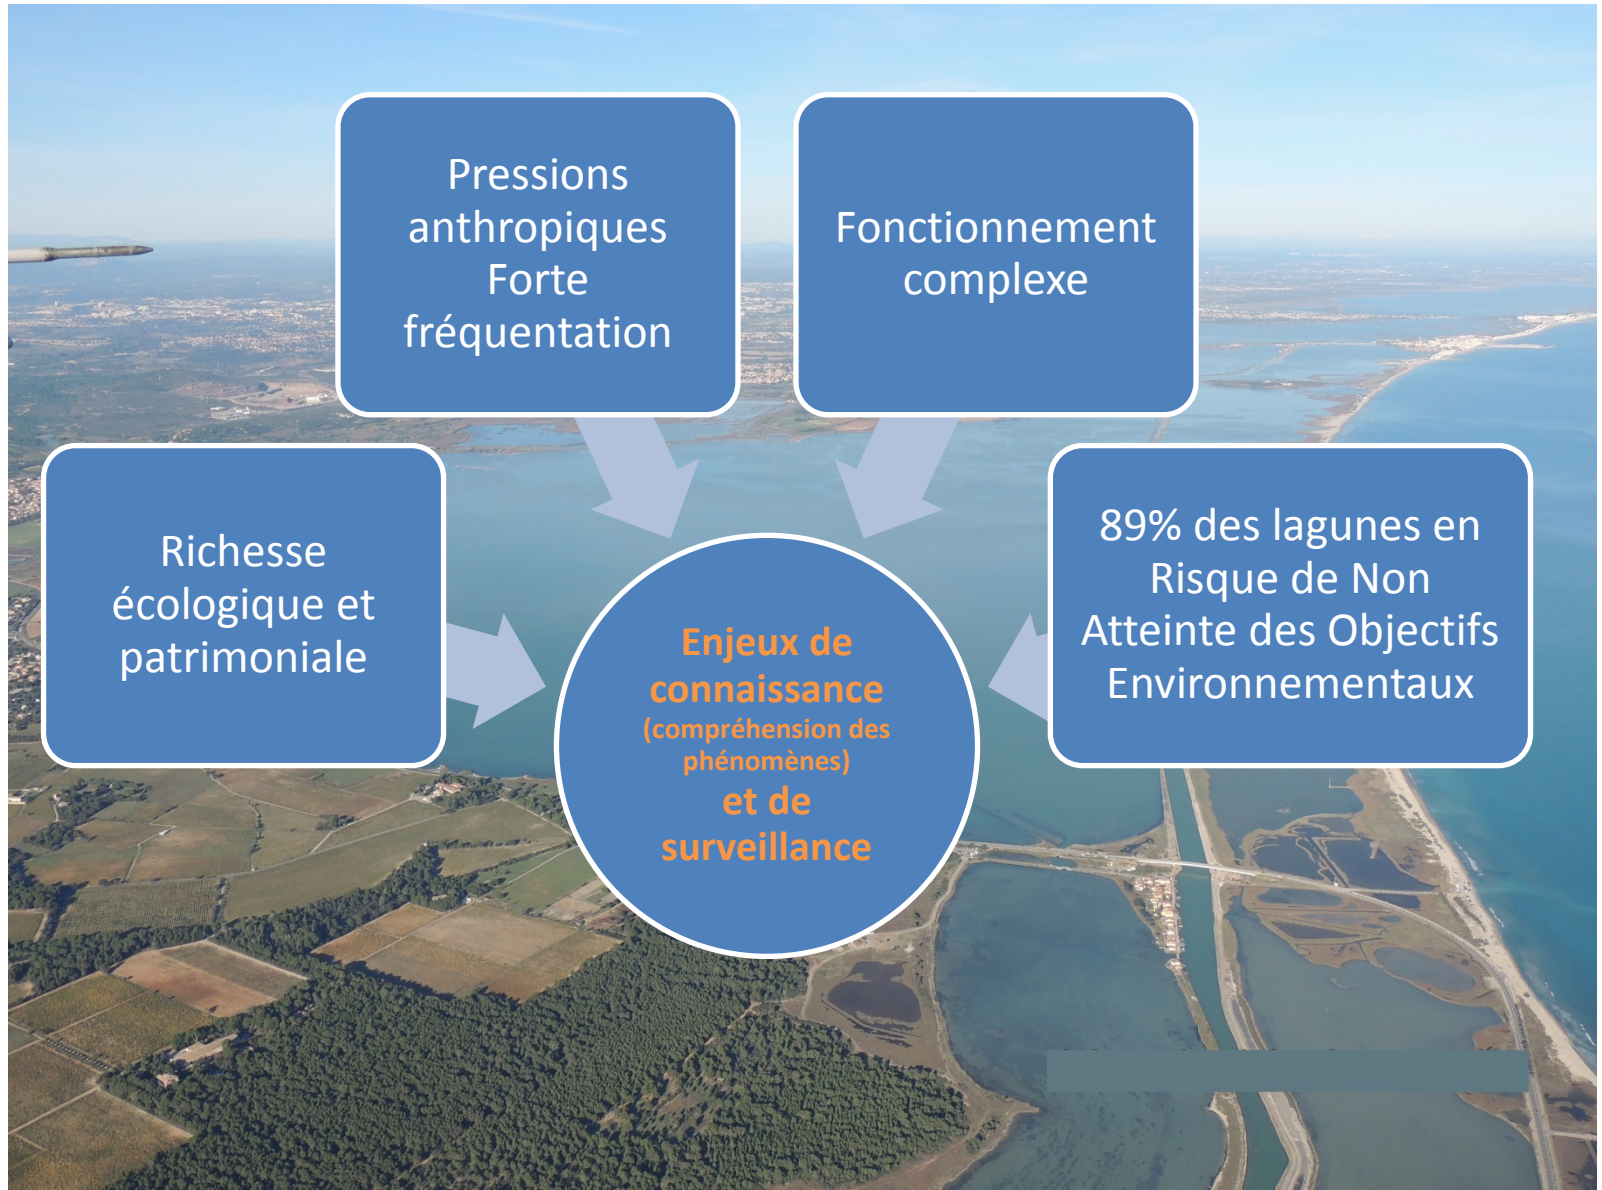 Pressions
anthropiques
Forte
fréquentation
Fonctionnement
complexe
Richesse
écologique et
patrimoniale
89% des lagunes en
Risque de Non
Atteinte des Objectifs
Environnementaux
Enjeux de
connaissance
(compréhension des
phénomènes)
et de
surveillance